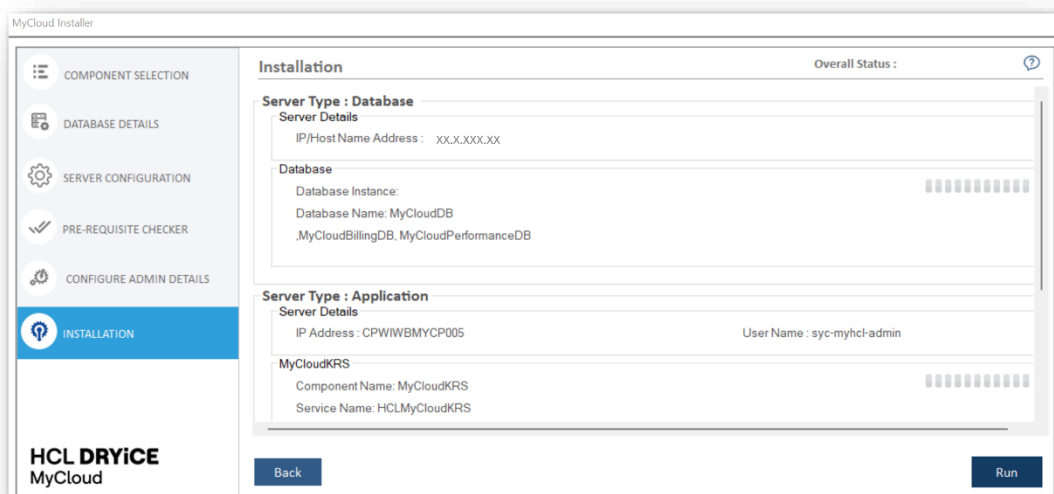 MyCloud Installer
COMPONENT SELECTION
DATABASE DETAILS
SERVER CONFIGURATION
PRE-REQUISITE CHECKER
CONFIGURE ADMIN DETAILS
INSTALLATION
HCL DRYiCE
MyCloud
Installation
Overall Status :
?
Server Type : Database
Server Details
IP/Host Name Address : XX.X.XXX.XX
Database
Database Instance:
Database Name: MyCloudDB
,MyCloudBillingDB, MyCloudPerformanceDB
Server Type : Application
Server Details
IP Address : CPWIWBMYCP005 User Name : syc-myhcl-admin
MyCloudKRS
Component Name: MyCloudKRS
Service Name: HCLMyCloudKRS
Back
Run